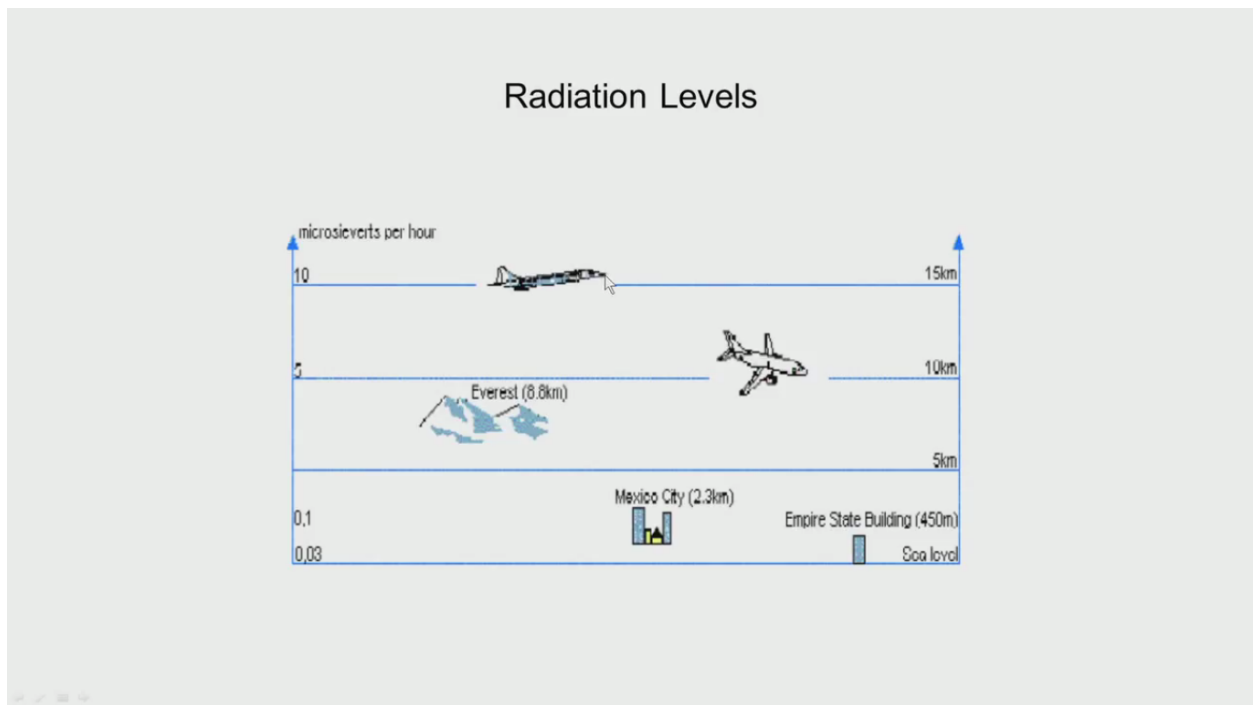 Radiation Levels
microsieverts per hour
10
15km
5
10km
Everest (8.8km)
5km
Mexico City (2.3km)
0,1
Empire State Building (450m)
0,03
Sea level